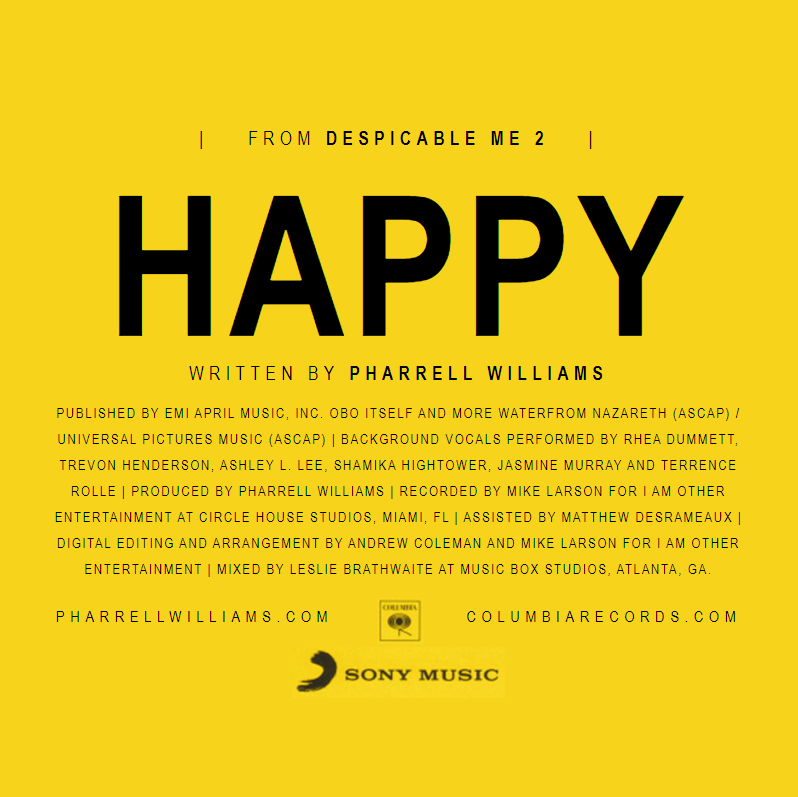 | FROM DESPICABLE ME 2 |
HAPPY
WRITTEN BY PHARRELL WILLIAMS
PUBLISHED BY EMI APRIL MUSIC, INC. OBO ITSELF AND MORE WATERFROM NAZARETH (ASCAP) /
UNIVERSAL PICTURES MUSIC (ASCAP) | BACKGROUND VOCALS PERFORMED BY RHEA DUMMETT,
TREVON HENDERSON, ASHLEY L. LEE, SHAMIKA HIGHTOWER, JASMINE MURRAY AND TERRENCE
ROLLE | PRODUCED BY PHARRELL WILLIAMS | RECORDED BY MIKE LARSON FOR I AM OTHER
ENTERTAINMENT AT CIRCLE HOUSE STUDIOS, MIAMI, FL | ASSISTED BY MATTHEW DESRAMEAUX |
DIGITAL EDITING AND ARRANGEMENT BY ANDREW COLEMAN AND MIKE LARSON FOR I AM OTHER
ENTERTAINMENT | MIXED BY LESLIE BRATHWAITE AT MUSIC BOX STUDIOS, ATLANTA, GA.
PHARRELLWILLIAMS.COM COLUMBIA COLUMBIARECORDS.COM
SONY MUSIC